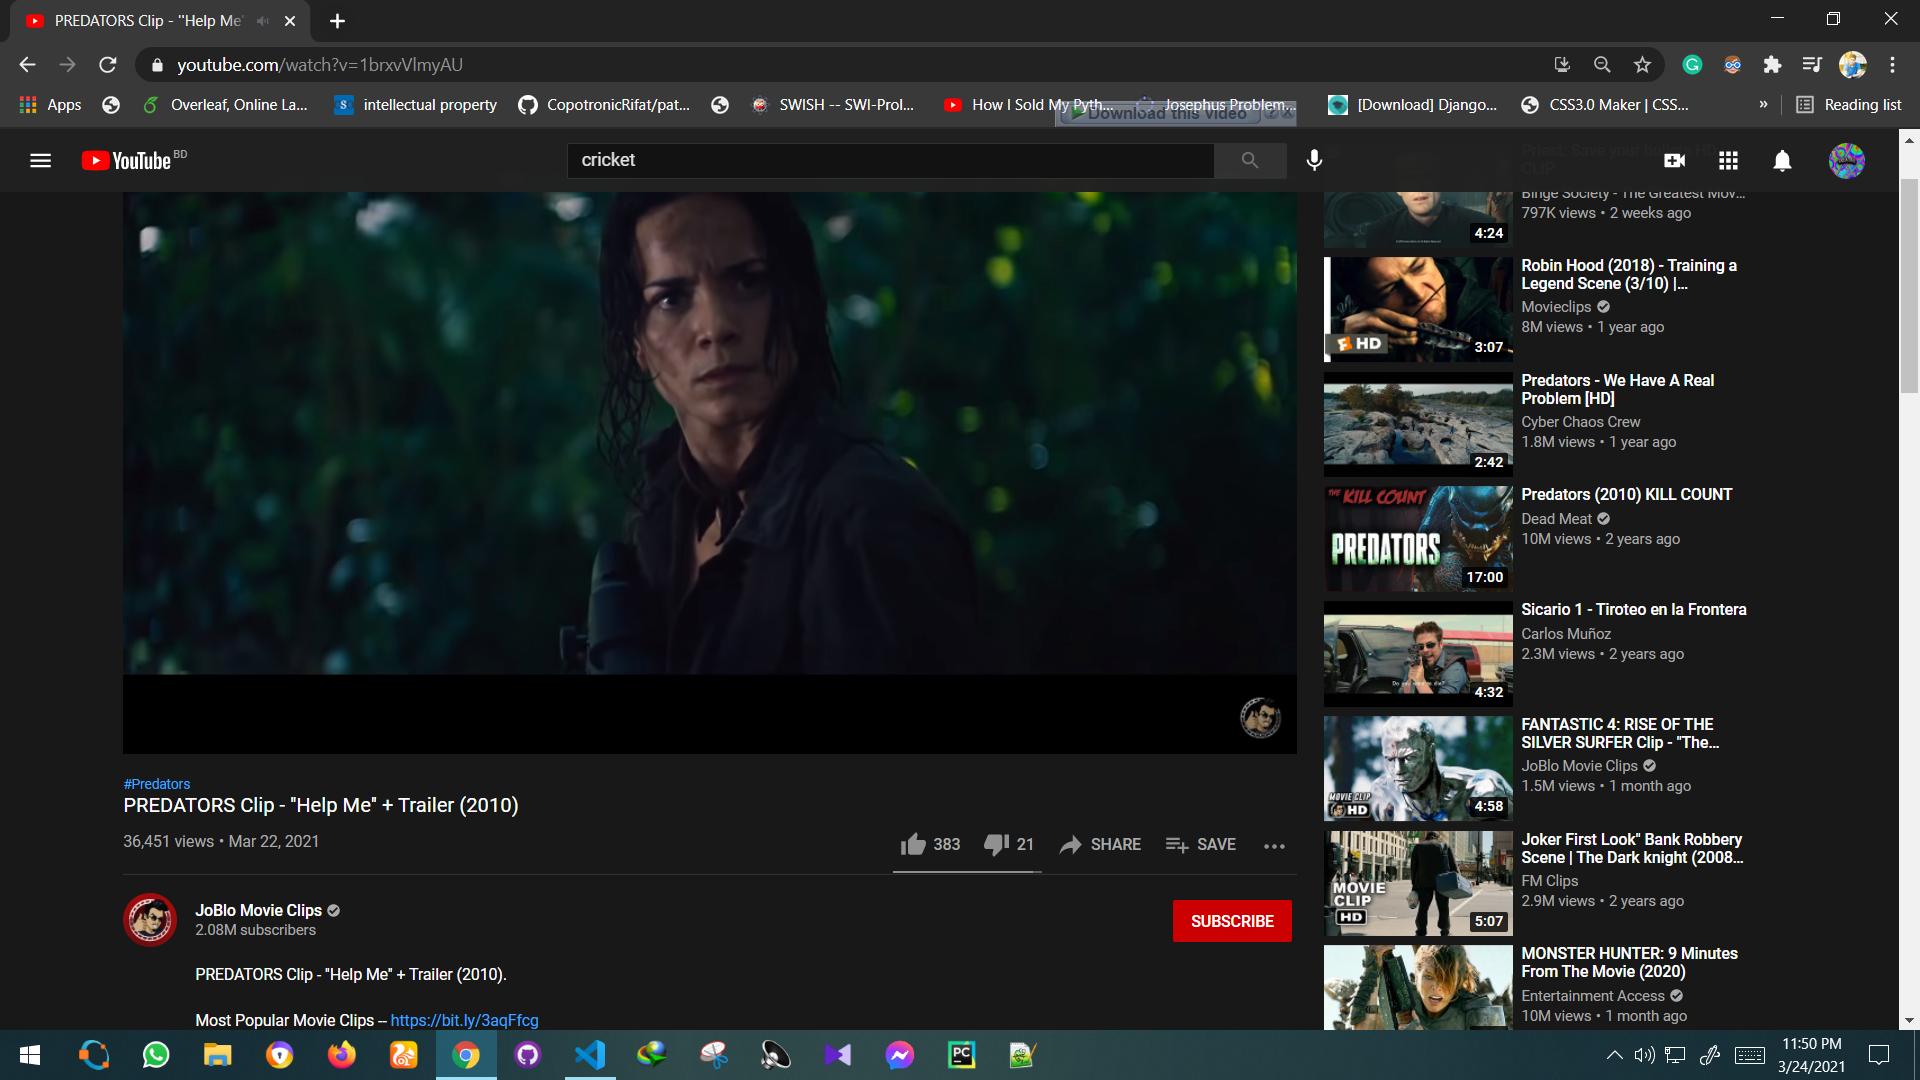 PREDATORS Clip - "Help Me"
youtube.com/watch?v=1brxvVlmyAU
Apps
Overleaf, Online La...
S
intellectual property
CopotronicRifat/pat...
SWISH -- SWI-Prol...
How I Sold My Pyth...
Josephus Problem...
[Download] Django...
CSS3.0 Maker | CSS...
»
Reading list
Download this video
YouTube BD
cricket
Priest: Save your bullets HD
CLIP
Binge Society - The Greatest Mov...
797K views • 2 weeks ago
4:24
Robin Hood (2018) - Training a
Legend Scene (3/10) |...
Movieclips
8M views • 1 year ago
HD
3:07
Predators - We Have A Real
Problem [HD]
Cyber Chaos Crew
1.8M views • 1 year ago
2:42
THE KILL COUNT
PREDATORS
17:00
Predators (2010) KILL COUNT
Dead Meat
10M views • 2 years ago
Sicario 1 - Tiroteo en la Frontera
Carlos Muñoz
2.3M views • 2 years ago
4:32
FANTASTIC 4: RISE OF THE
SILVER SURFER Clip - "The...
JoBlo Movie Clips
1.5M views • 1 month ago
MOVIE CLIP
HD
4:58
Joker First Look" Bank Robbery
Scene | The Dark knight (2008...
FM Clips
2.9M views • 2 years ago
MOVIE
CLIP
HD
5:07
MONSTER HUNTER: 9 Minutes
From The Movie (2020)
Entertainment Access
10M views • 1 month ago
#Predators
PREDATORS Clip - "Help Me" + Trailer (2010)
36,451 views • Mar 22, 2021
383
21
SHARE
SAVE
JoBlo Movie Clips
2.08M subscribers
SUBSCRIBE
PREDATORS Clip - "Help Me" + Trailer (2010).
Most Popular Movie Clips -- https://bit.ly/3aqFfcg
PC
11:50 PM
3/24/2021